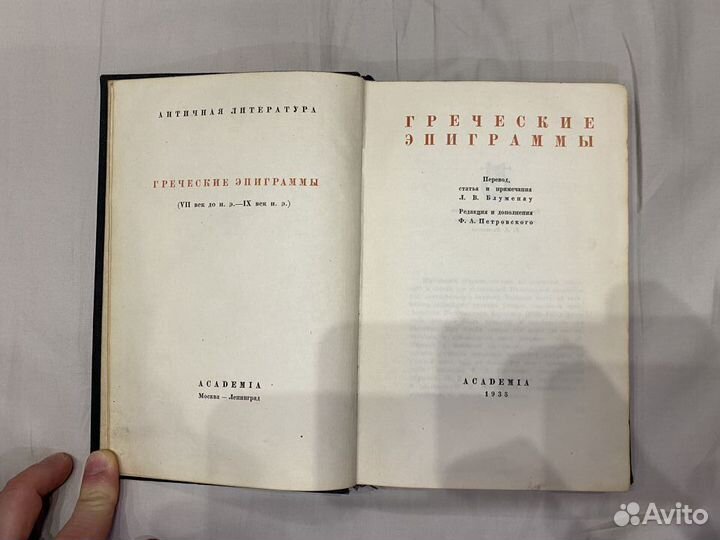 АНТИЧНАЯ ЛИТЕРАТУРА
ГРЕЧЕСКИЕ ЭПИГРАММЫ
(VII век до н. э.—IX век н. э.)
ACADEMIA
Москва — Ленинград
ГРЕЧЕСКИЕ
ЭПИГРАММЫ
Перевод,
статья и примечания
Л. В. Блуменау
Редакция и дополнения
Ф. А. Петровского
ACADEMIA
1935
Avito